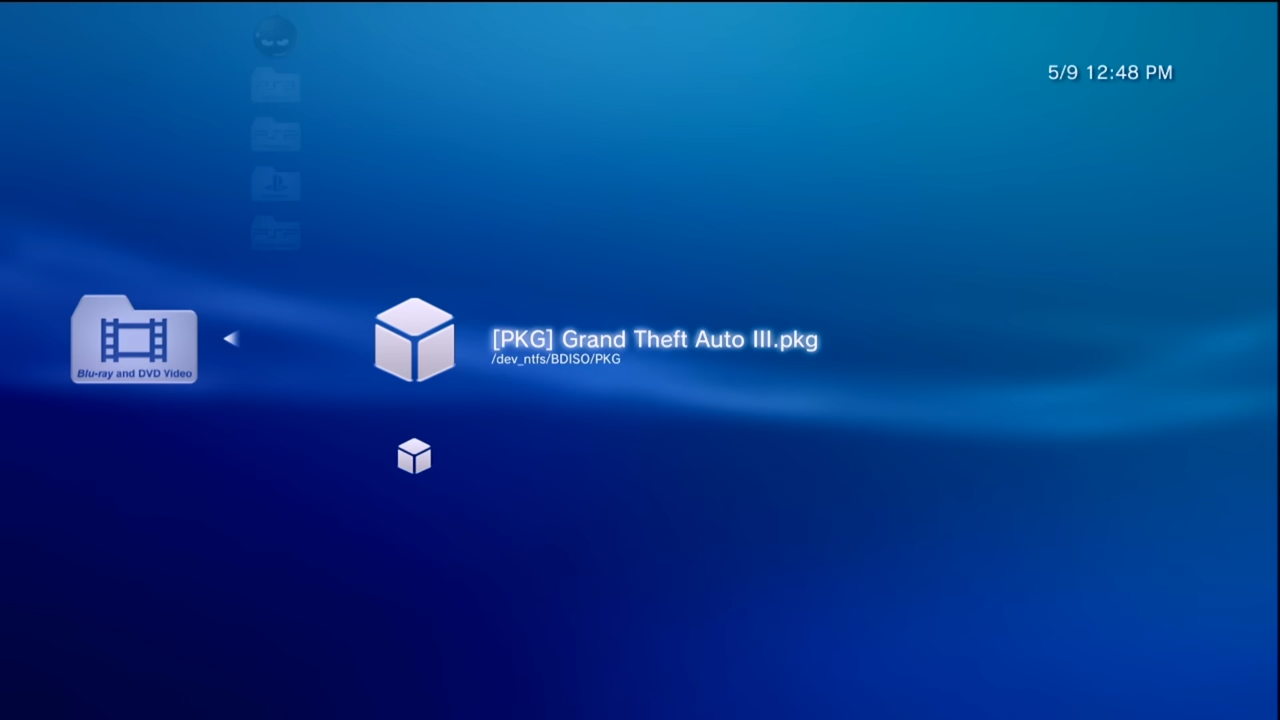 5/9 12:48 PM
[PKG] Grand Theft Auto III.pkg
/dev_ntfs/BDISO/PKG
Blu-ray and DVD Video